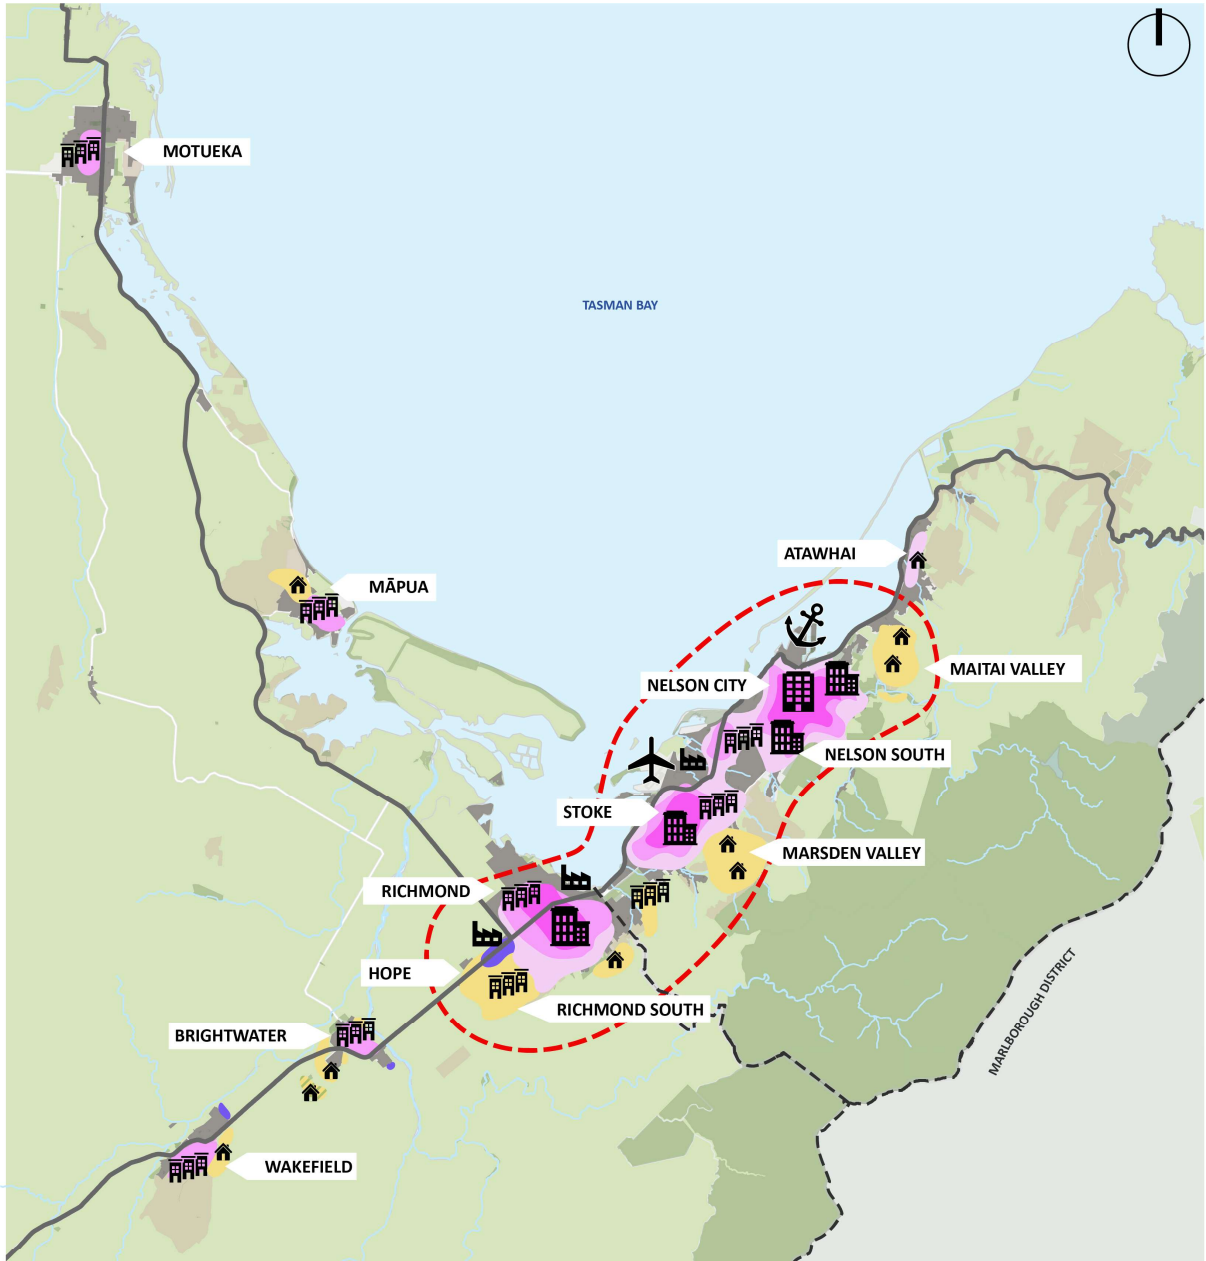 MOTUEKA
TASMAN BAY
ATAWHAI
MĀPUA
MAITAI VALLEY
NELSON CITY
NELSON SOUTH
STOKE
MARSDEN VALLEY
RICHMOND
HOPE
RICHMOND SOUTH
BRIGHTWATER
MARLBOROUGH DISTRICT
WAKEFIELD